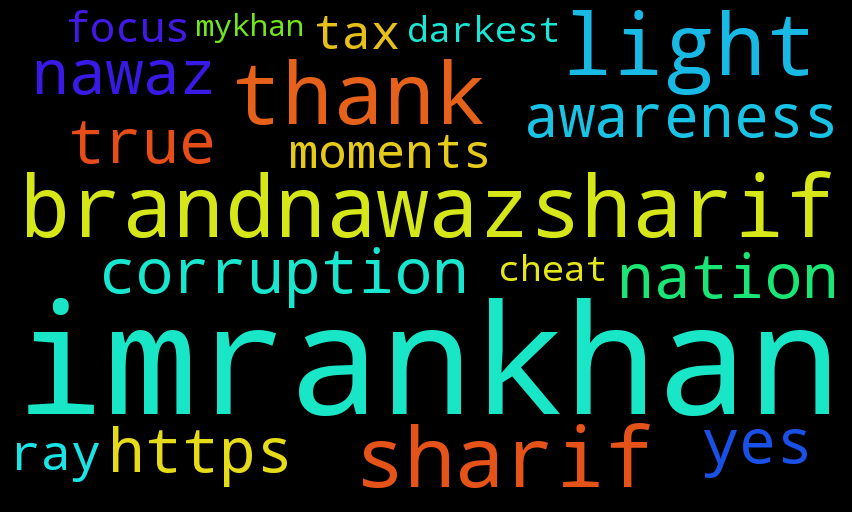 focus mykhan tax darkest light
nawaz thank awareness
true moments
brandnawazsharif
corruption cheat nation
imrankhan
ray https sharif yes